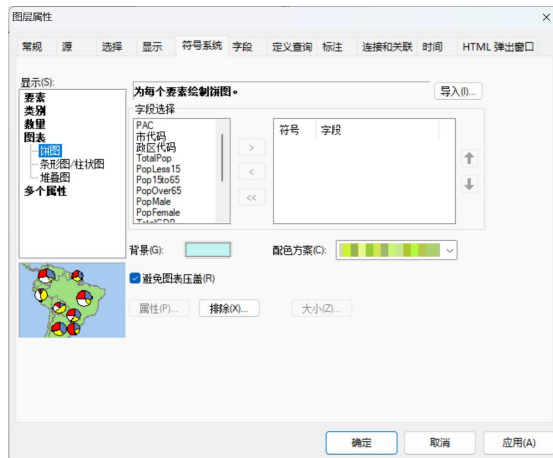 图层属性
常规 源 选择 显示 符号系统 字段 定义查询 标注 连接和关联 时间 HTML 弹出窗口
显示(S):
要素
类别
数量
图表
饼图
条形图/柱状图
堆叠图
多个属性
为每个要素绘制饼图。
导入(I)...
字段选择
PAC
市代码
政区代码
TotalPop
PopLess15
Pop15to65
PopOver65
PopMale
PopFemale
TotalGDP
>
<
<<
符号 字段
背景(G):
配色方案(C):
避免图表压盖(R)
属性(P)...
排除(X)...
大小(Z)...
确定
取消
应用(A)